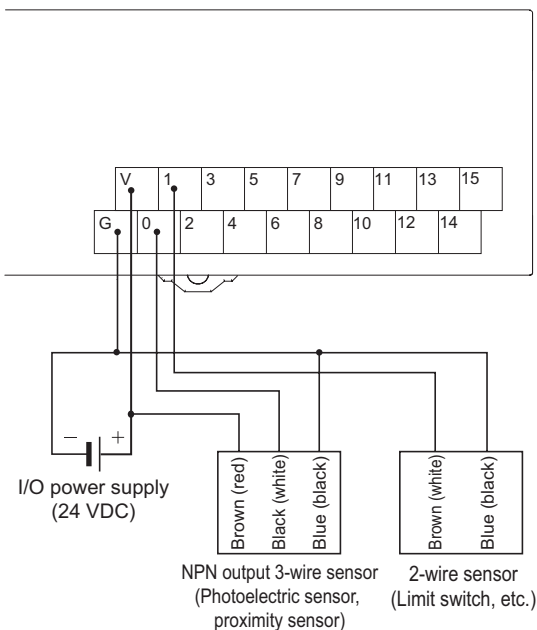 V 1 3 5 7 9 11 13 15
G 0 2 4 6 8 10 12 14
− +
I/O power supply
(24 VDC)
Brown (red)
Black (white)
Blue (black)
Brown (white)
Blue (black)
NPN output 3-wire sensor
(Photoelectric sensor,
proximity sensor)
2-wire sensor
(Limit switch, etc.)